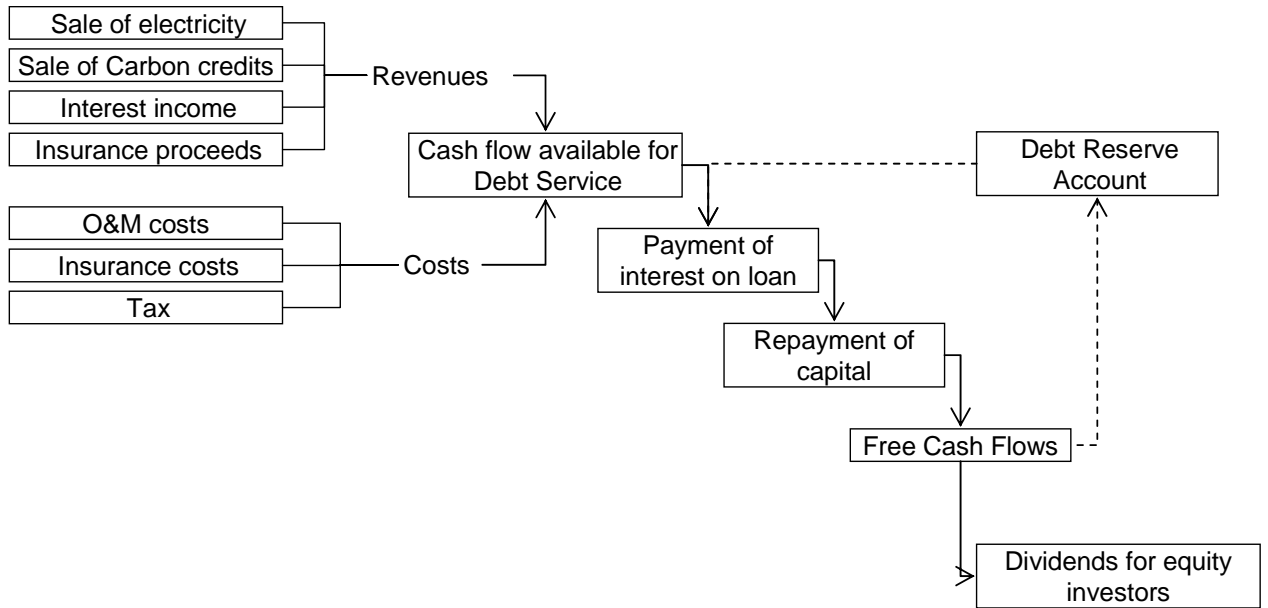 Sale of electricity
Sale of Carbon credits
Interest income
Insurance proceeds
Revenues
Cash flow available for
Debt Service
Debt Reserve
Account
O&M costs
Insurance costs
Tax
Costs
Payment of
interest on loan
Repayment of
capital
Free Cash Flows
Dividends for equity
investors